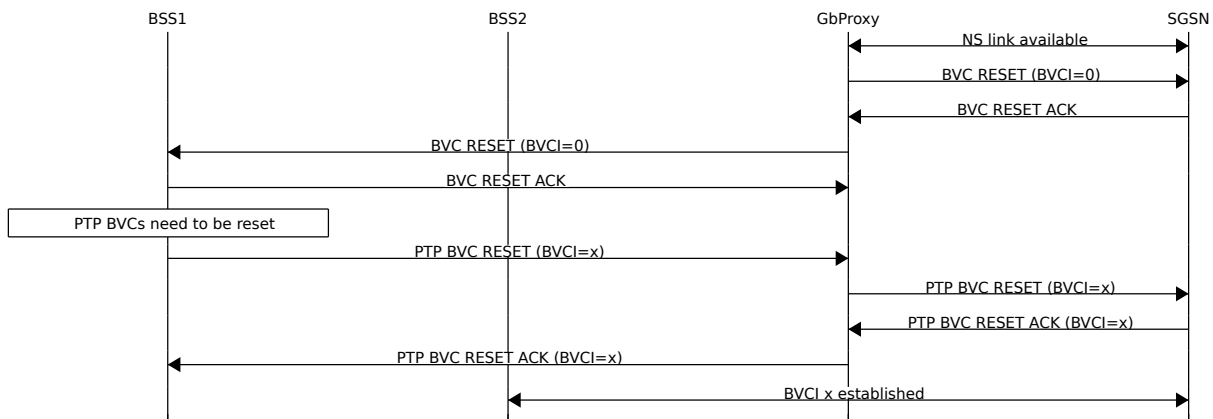 BSS1 BSS2 GbProxy SGSN
NS link available
BVC RESET (BVCI=0)
BVC RESET ACK
BVC RESET (BVCI=0)
BVC RESET ACK
PTP BVCs need to be reset
PTP BVC RESET (BVCI=x)
PTP BVC RESET (BVCI=x)
PTP BVC RESET ACK (BVCI=x)
PTP BVC RESET ACK (BVCI=x)
BVCI x established